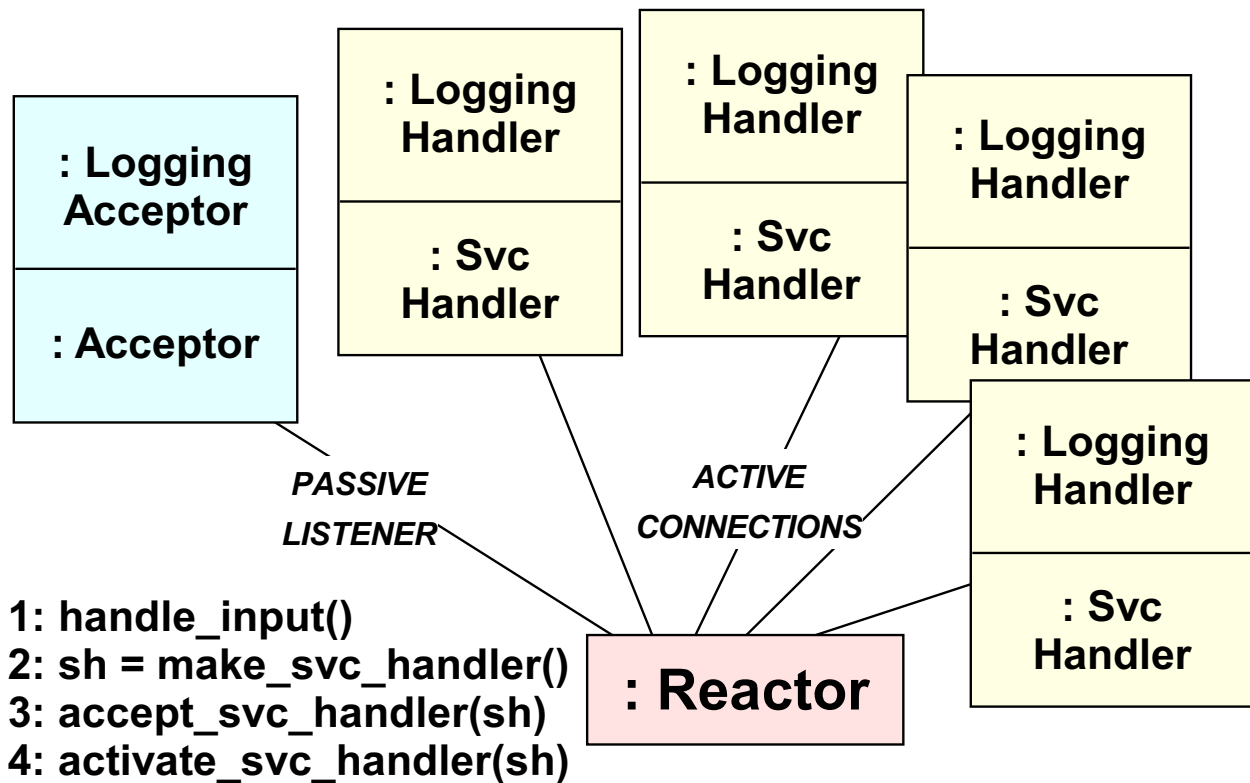 : Logging
Acceptor
: Acceptor
: Logging
Handler
: Svc
Handler
: Logging
Handler
: Svc
Handler
: Logging
Handler
: Svc
Handler
: Logging
Handler
: Svc
Handler
PASSIVE
LISTENER
ACTIVE
CONNECTIONS
1: handle_input()
2: sh = make_svc_handler()
3: accept_svc_handler(sh)
4: activate_svc_handler(sh)
: Reactor